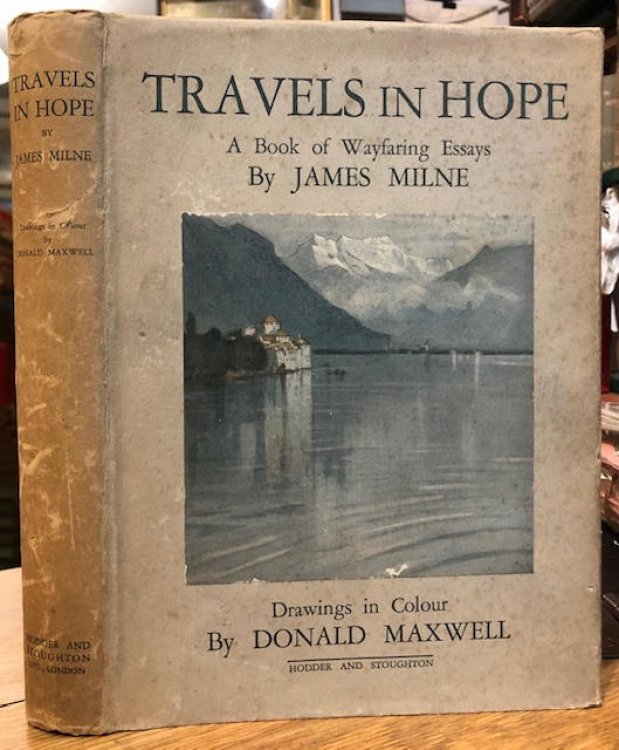 TRAVELS
IN HOPE
BY
JAMES MILNE
Drawings in Colour
by
DONALD MAXWELL
HODDER AND
STOUGHTON
LTD., LONDON
TRAVELS IN HOPE
A Book of Wayfaring Essays
By JAMES MILNE
Drawings in Colour
By DONALD MAXWELL
HODDER AND STOUGHTON